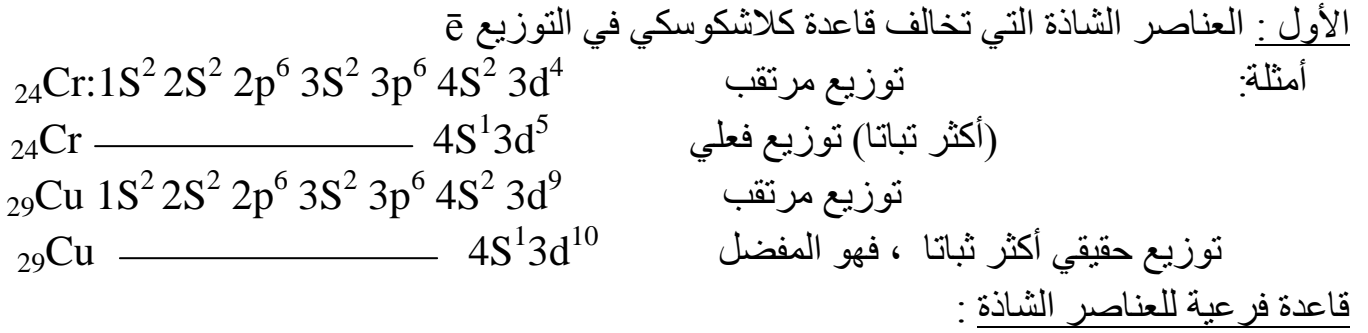 الأول : العناصر الشاذة التي تخالف قاعدة كلاشكوسكي في التوزيع ē
أمثلة: توزيع مرتقب ₂₄Cr:1S² 2S² 2p⁶ 3S² 3p⁶ 4S² 3d⁴
(أكثر تباتا) توزيع فعلي ₂₄Cr ——————— 4S¹3d⁵
توزيع مرتقب ₂₉Cu 1S² 2S² 2p⁶ 3S² 3p⁶ 4S² 3d⁹
توزيع حقيقي أكثر ثباتا ، فهو المفضل ₂₉Cu ——————— 4S¹3d¹⁰
قاعدة فرعية للعناصر الشاذة :